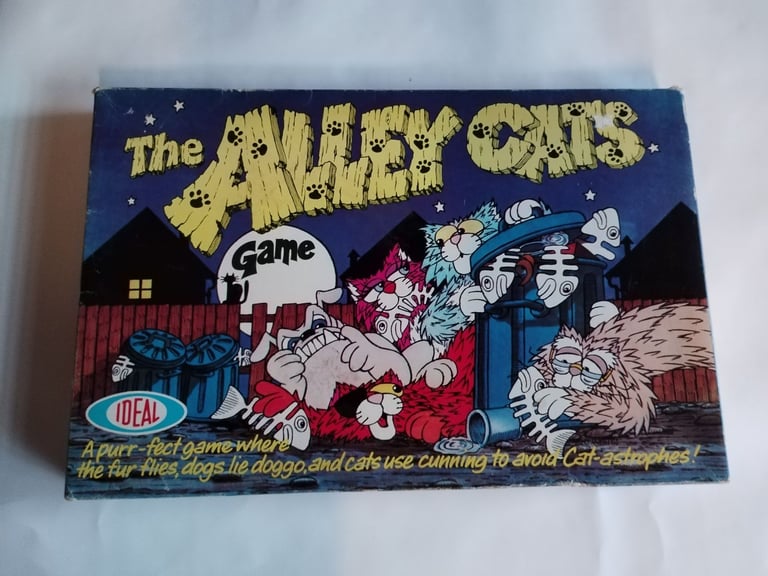 The ALLEY CATS
Game
IDEAL
A purr-fect game where
the fur flies, dogs lie doggo, and cats use cunning to avoid Cat-astrophes!